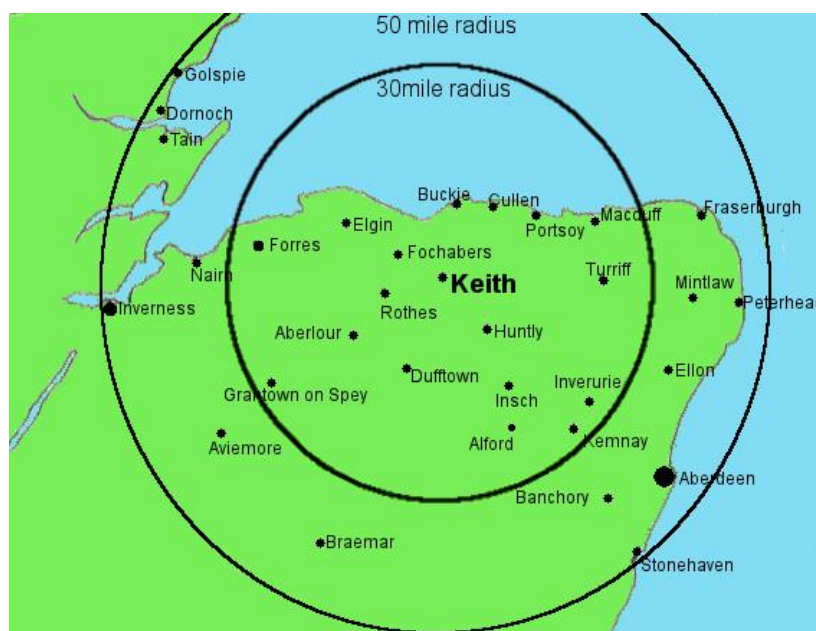 50 mile radius
Golspie
30mile radius
Dornoch
Tain
Buckie
Cullen
Elgin
Portsoy
Macduff
Fraserburgh
Forres
Fochabers
Nairn
Turriff
Keith
Mintlaw
Rothes
Inverness
Peterhead
Aberlour
Huntly
Dufftown
Ellon
Grantown on Spey
Insch
Inverurie
Aviemore
Alford
Kemnay
Aberdeen
Banchory
Braemar
Stonehaven